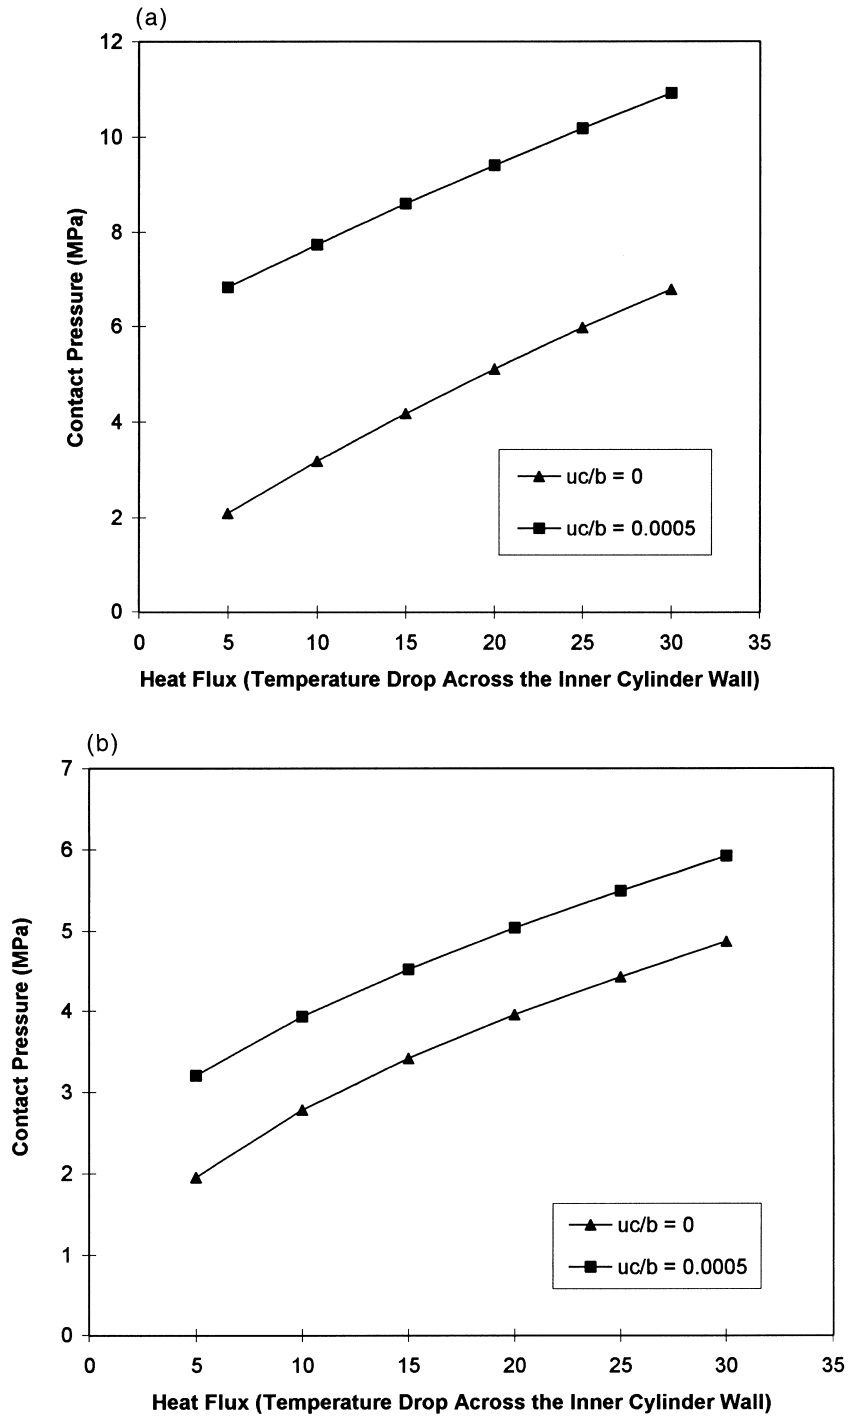 (a)
12
10
8
6
4
2
0
Contact Pressure (MPa)
uc/b = 0
uc/b = 0.0005
0 5 10 15 20 25 30 35
Heat Flux (Temperature Drop Across the Inner Cylinder Wall)
(b)
7
6
5
4
3
2
1
0
Contact Pressure (MPa)
uc/b = 0
uc/b = 0.0005
0 5 10 15 20 25 30 35
Heat Flux (Temperature Drop Across the Inner Cylinder Wall)